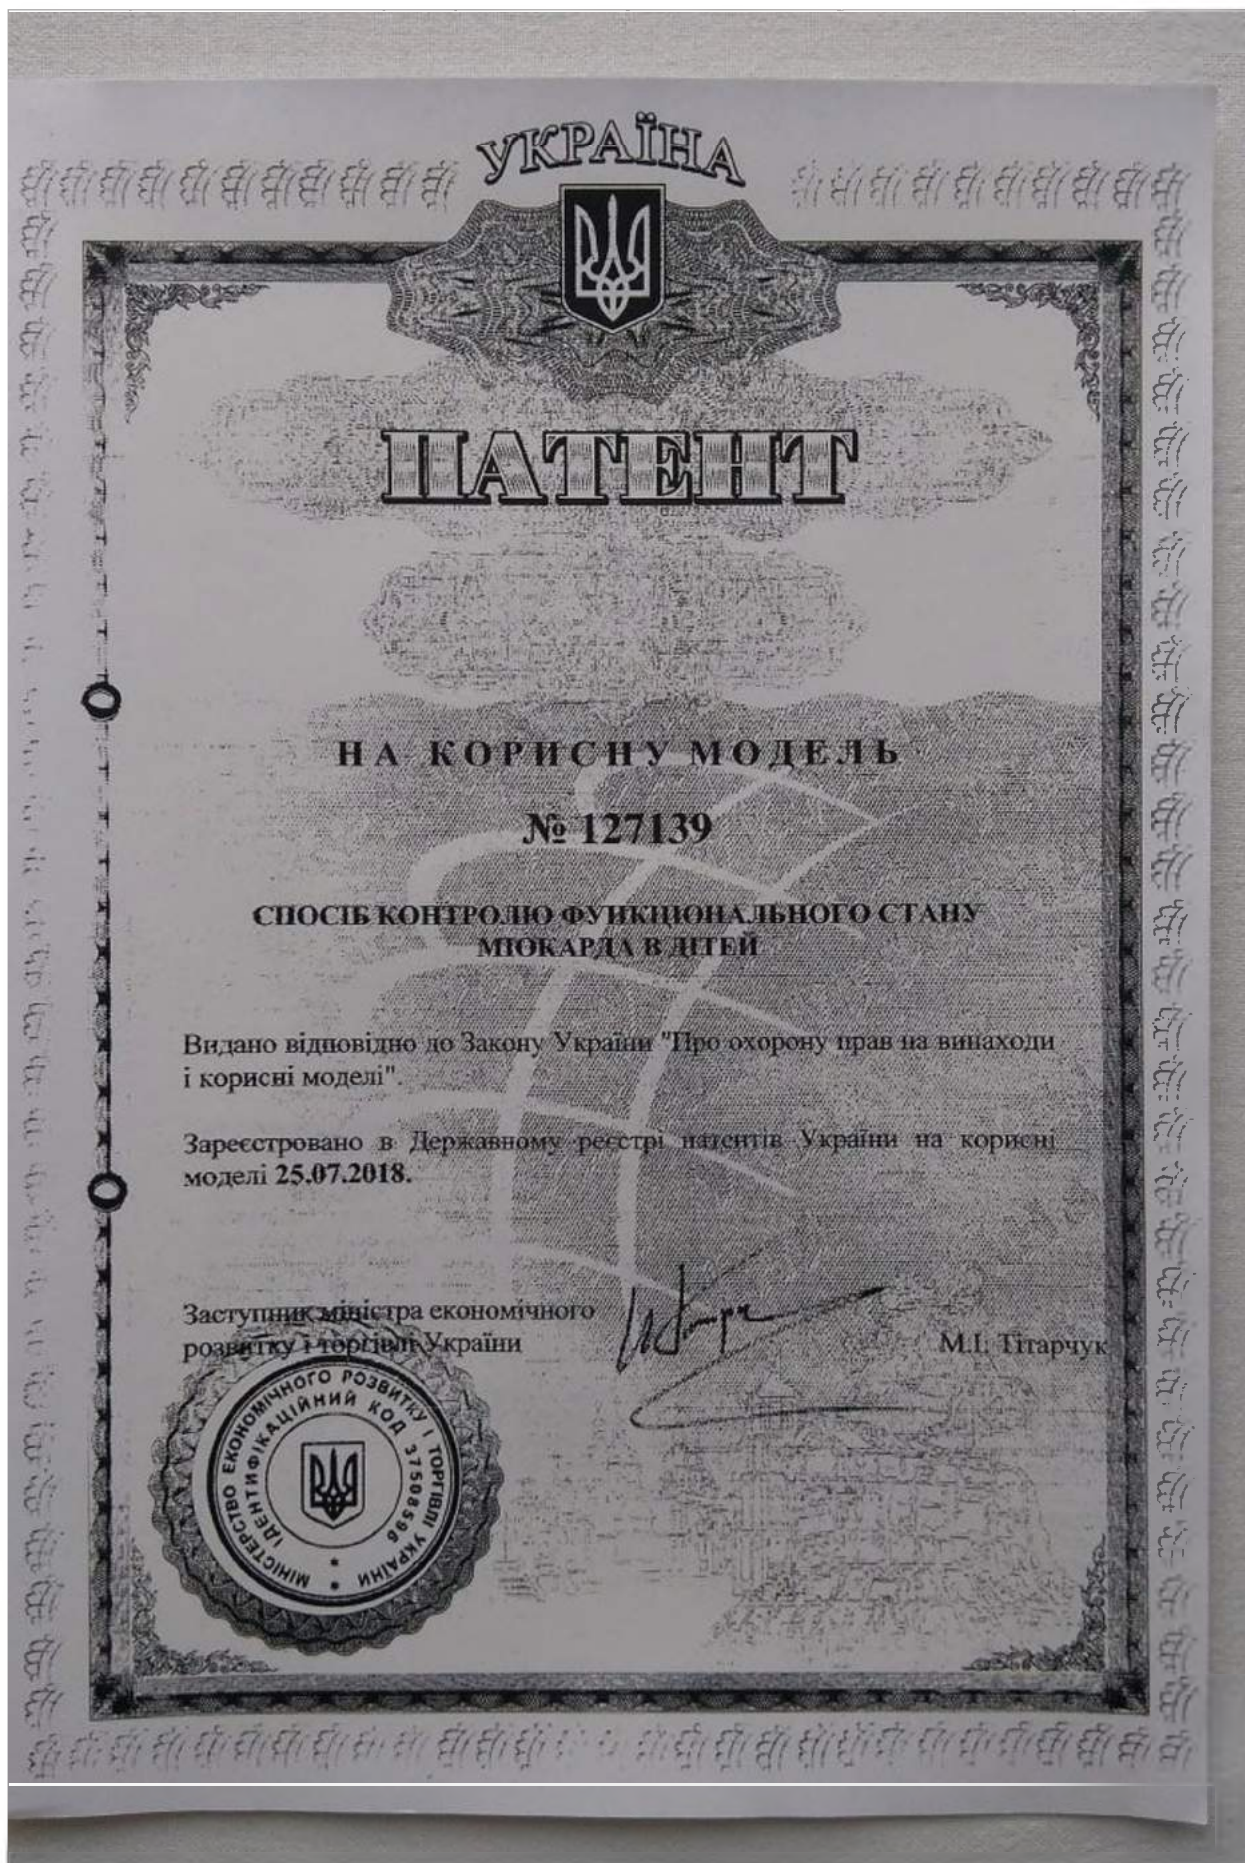 УКРАЇНА
ПАТЕНТ
НА КОРИСНУ МОДЕЛЬ
№ 127139
СПОСІБ КОНТРОЛЮ ФУНКЦІОНАЛЬНОГО СТАНУ
МІОКАРДА В ДІТЕЙ
Видано відповідно до Закону України "Про охорону прав на винаходи
і корисні моделі".
Зареєстровано в Державному реєстрі патентів України на корисні
моделі 25.07.2018.
Заступник міністра економічного
розвитку і торгівлі України
М.І. Тітарчук
МІНІСТЕРСТВО ЕКОНОМІЧНОГО РОЗВИТКУ І ТОРГІВЛІ УКРАЇНИ
ІДЕНТИФІКАЦІЙНИЙ КОД 37508596